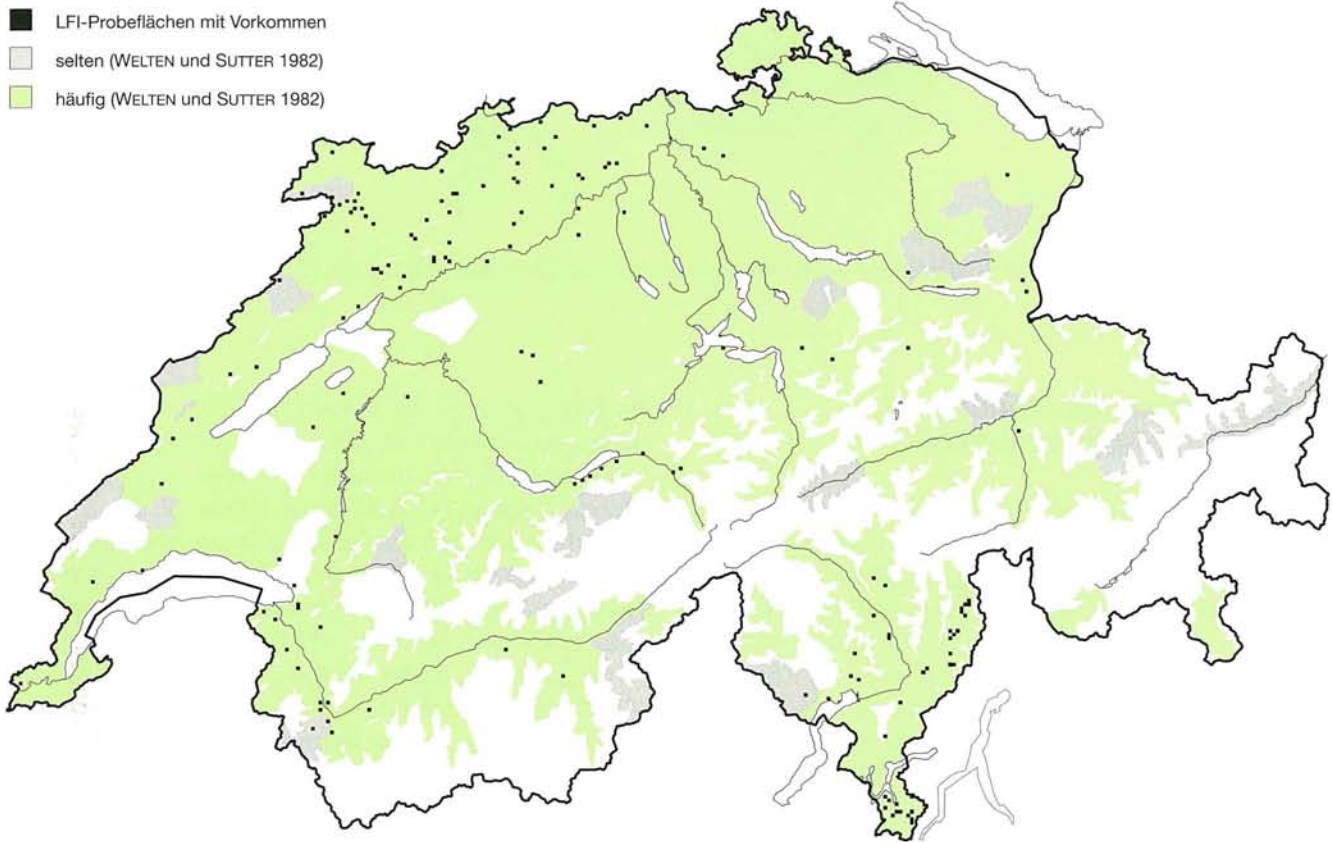 LFI-Probeflächen mit Vorkommen
selten (WELTEN und SUTTER 1982)
häufig (WELTEN und SUTTER 1982)